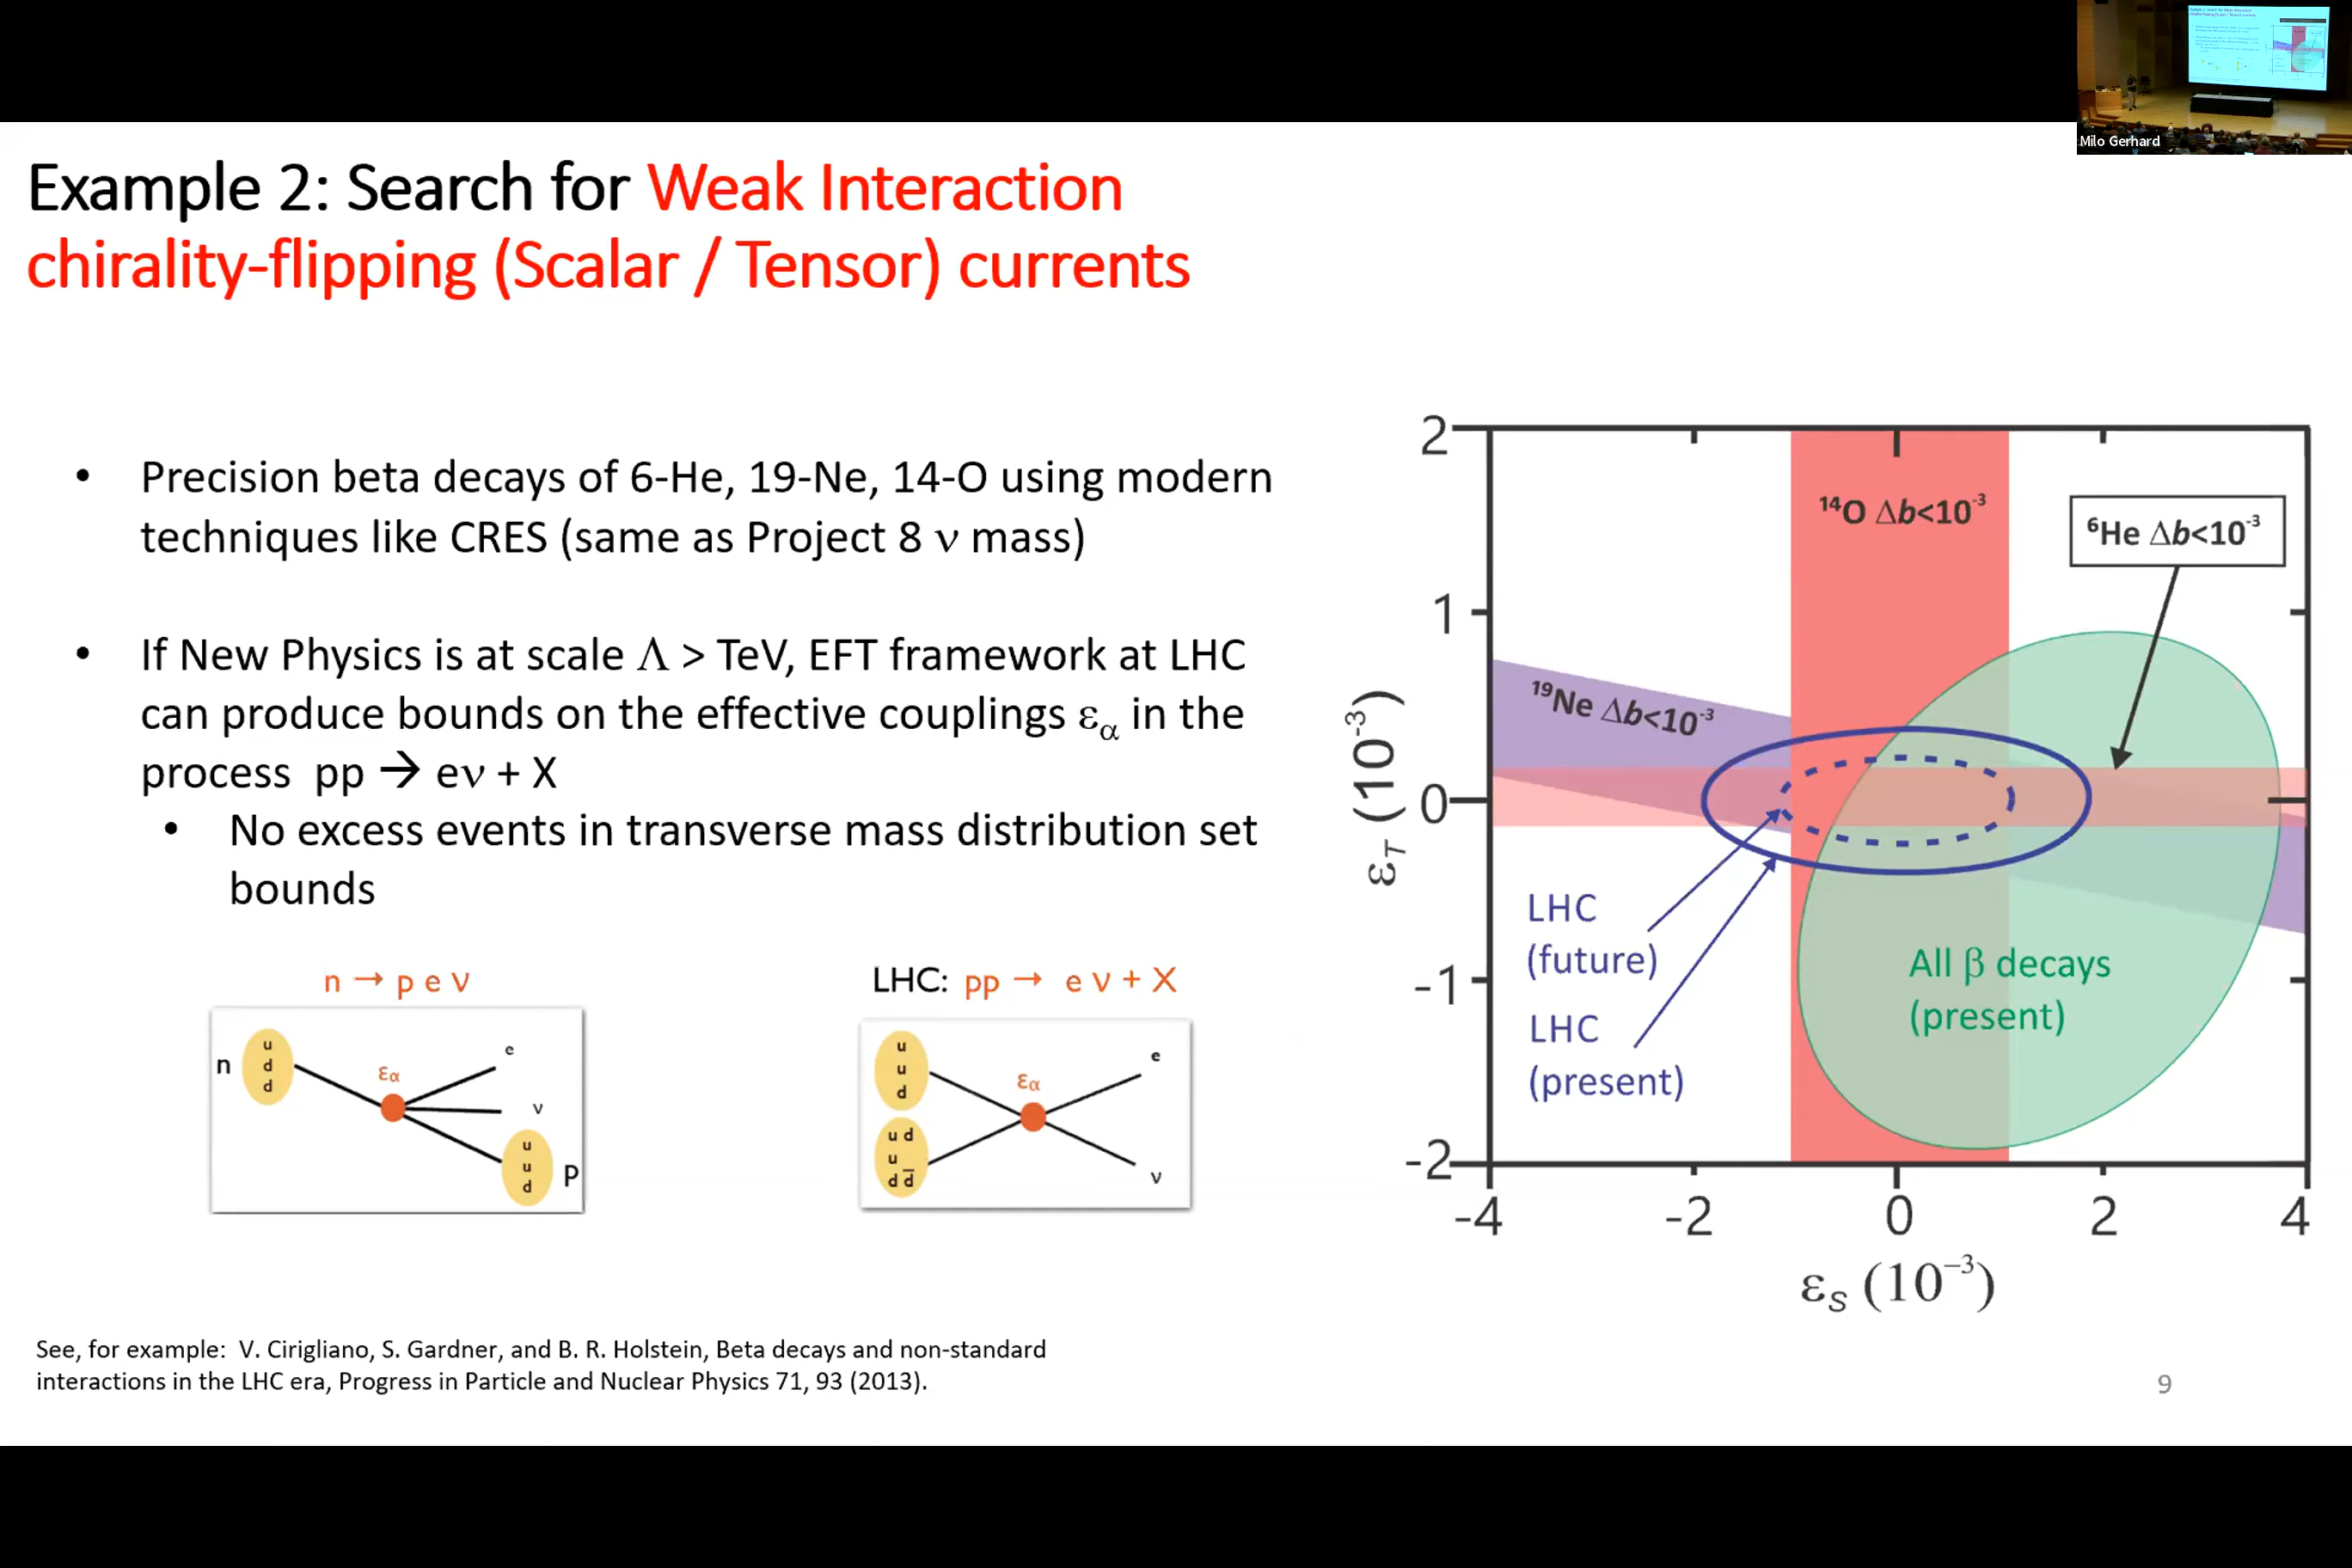 Milo Gerhard
Example 2: Search for Weak Interaction
chirality-flipping (Scalar / Tensor) currents
• Precision beta decays of 6-He, 19-Ne, 14-O using modern
techniques like CRES (same as Project 8 ν mass)
• If New Physics is at scale Λ > TeV, EFT framework at LHC
can produce bounds on the effective couplings εα in the
process pp → eν + X
• No excess events in transverse mass distribution set
bounds
n → p e ν
n
u
d
d
εα
e
ν
u
u
d
p
LHC: pp → e ν + X
u
u
d
u d
u
d d̅
εα
e
ν
2
1
0
-1
-2
-4
-2
0
2
4
εT (10⁻³)
εS (10⁻³)
¹⁴O Δb<10⁻³
⁶He Δb<10⁻³
¹⁹Ne Δb<10⁻³
LHC
(future)
LHC
(present)
All β decays
(present)
See, for example: V. Cirigliano, S. Gardner, and B. R. Holstein, Beta decays and non-standard
interactions in the LHC era, Progress in Particle and Nuclear Physics 71, 93 (2013).
9